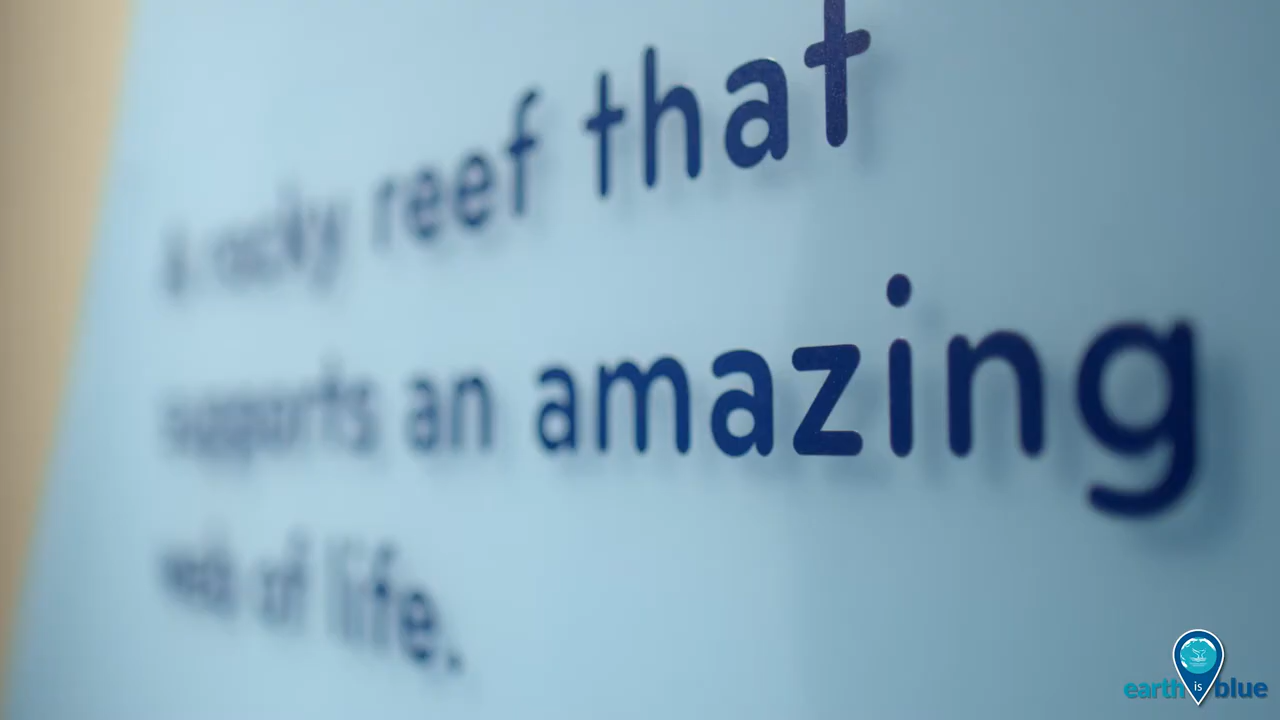 A rocky reef that
supports an amazing
web of life.
earth is blue